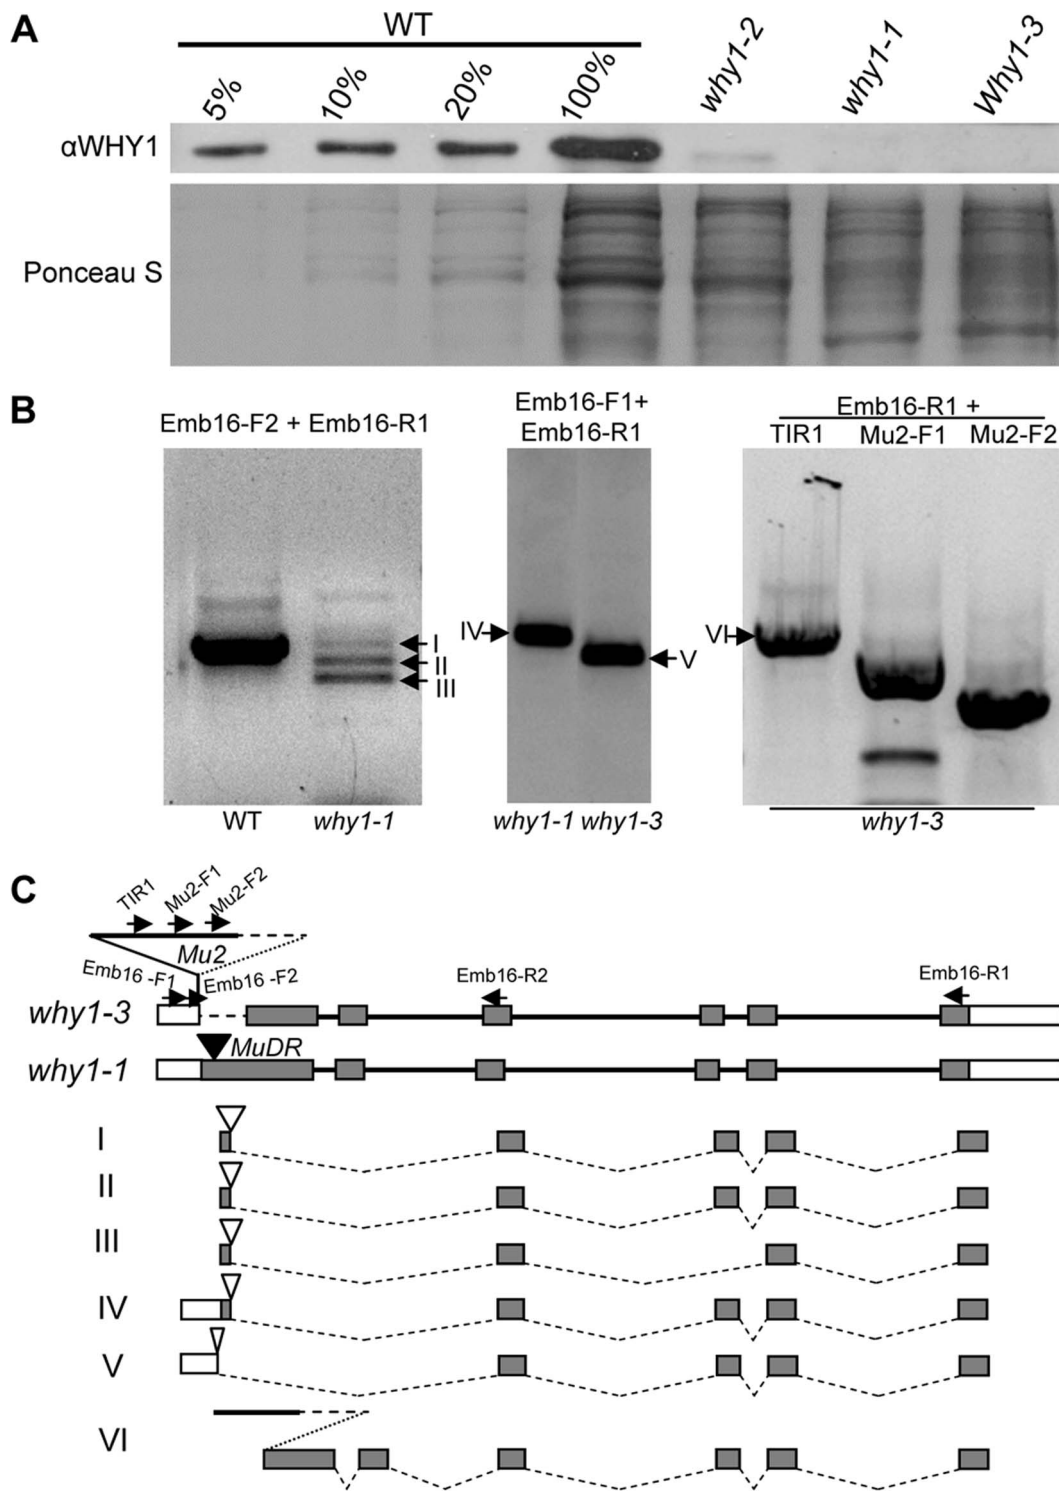 A
WT
5% 10% 20% 100% why1-2 why1-1 Why1-3
αWHY1
Ponceau S
B
Emb16-F2 + Emb16-R1
I
II
III
WT why1-1
Emb16-F1+
Emb16-R1
IV
V
why1-1 why1-3
Emb16-R1 +
TIR1 Mu2-F1 Mu2-F2
VI
why1-3
C
TIR1 Mu2-F1 Mu2-F2
Mu2
Emb16 -F1 Emb16 -F2 Emb16-R2 Emb16-R1
why1-3
MuDR
why1-1
I
II
III
IV
V
VI